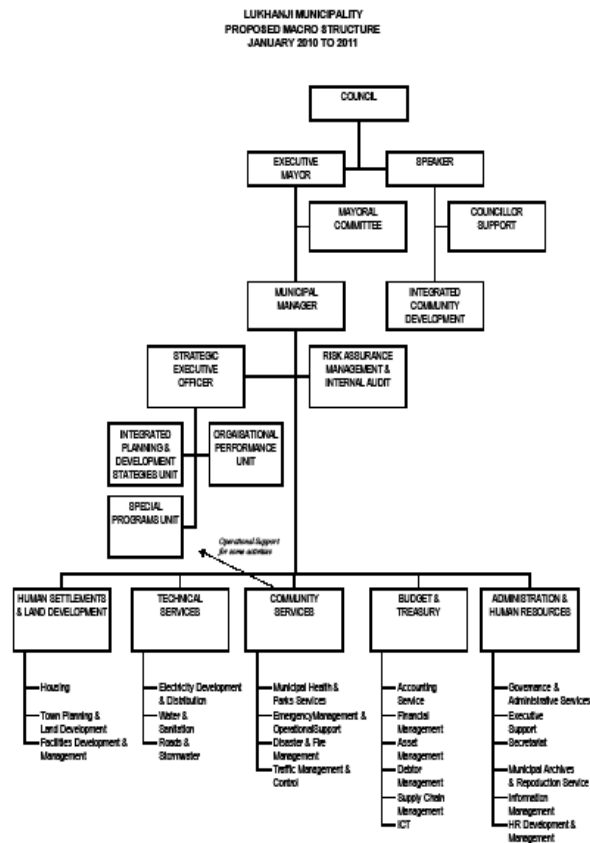 LUKHANJI MUNICIPALITY
PROPOSED MACRO STRUCTURE
JANUARY 2010 TO 2011
COUNCIL
EXECUTIVE
MAYOR
SPEAKER
MAYORAL
COMMITTEE
COUNCILLOR
SUPPORT
MUNICIPAL
MANAGER
INTEGRATED
COMMUNITY
DEVELOPMENT
STRATEGIC
EXECUTIVE
OFFICER
RISK ASSURANCE
MANAGEMENT &
INTERNAL AUDIT
INTEGRATED
PLANNING &
DEVELOPMENT
STATEGIES UNIT
ORGAISATIONAL
PERFORMANCE
UNIT
SPECIAL
PROGRAMS UNIT
Operational Support
for some activities
HUMAN SETTLEMENTS
& LAND DEVELOPMENT
TECHNICAL
SERVICES
COMMUNITY
SERVICES
BUDGET &
TREASURY
ADMINISTRATION &
HUMAN RESOURCES
Housing
Town Planning &
Land Development
Facilities Development &
Management
Electricity Development
& Distribution
Water &
Sanitation
Roads &
Stormwater
Municipal Health &
Parks Services
EmergencyManagement &
OperationalSupport
Disaster & Fire
Management
Traffic Management &
Control
Accounting
Service
Financial
Management
Asset
Management
Debtor
Management
Supply Chain
Management
ICT
Governance &
Administrative Services
Executive
Support
Secretariat
Municipal Archives
& Repoduction Service
Information
Management
HR Development &
Management